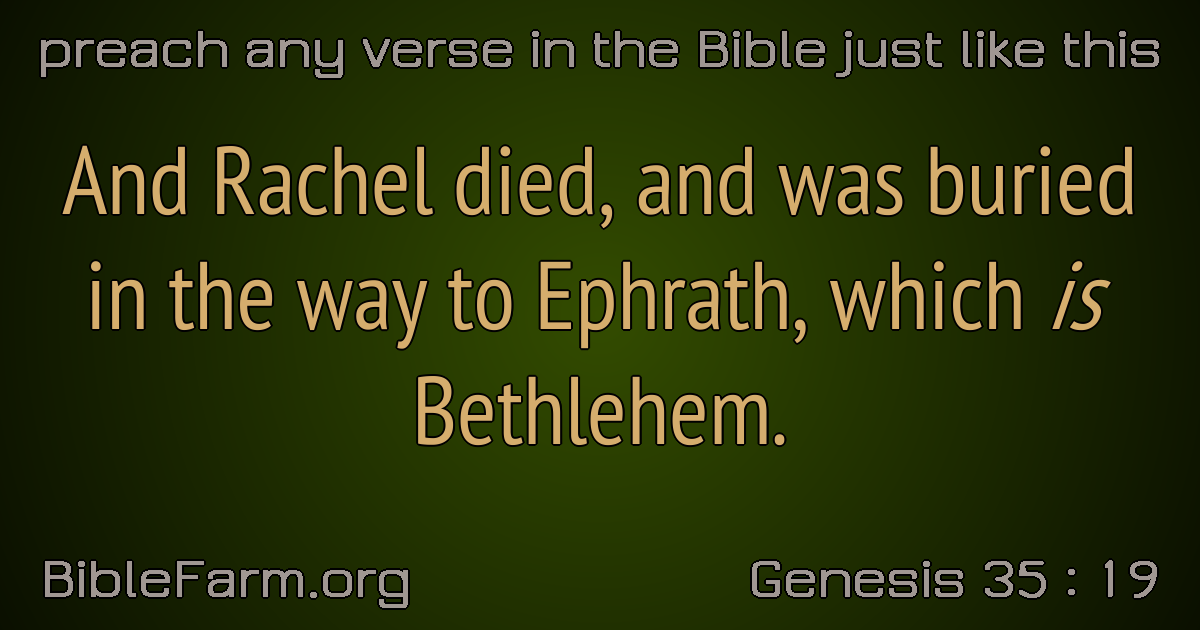 preach any verse in the Bible just like this
And Rachel died, and was buried
in the way to Ephrath, which is
Bethlehem.
BibleFarm.org
Genesis 35 : 19